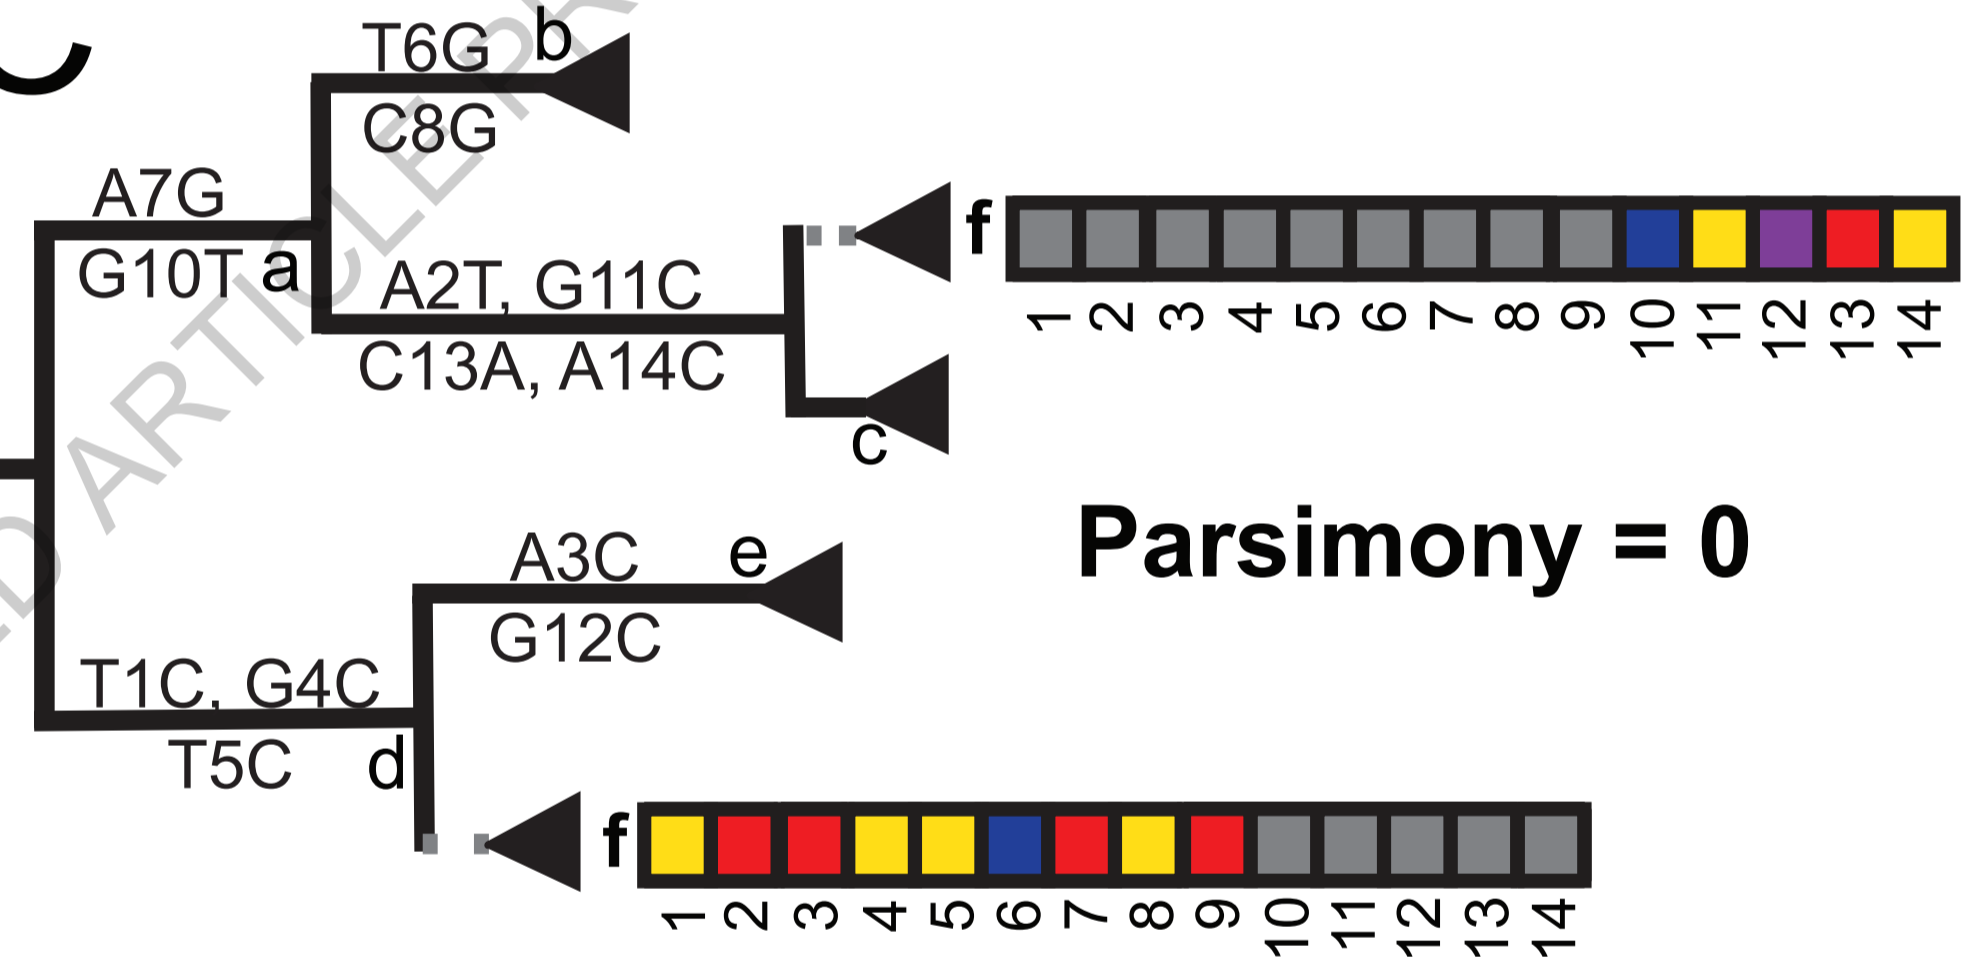 C
T6G b
C8G
A7G
G10T a
A2T, G11C
C13A, A14C
f
1 2 3 4 5 6 7 8 9 10 11 12 13 14
c
Parsimony = 0
A3C e
G12C
T1C, G4C
T5C d
f
1 2 3 4 5 6 7 8 9 10 11 12 13 14
D ARTICLE PR